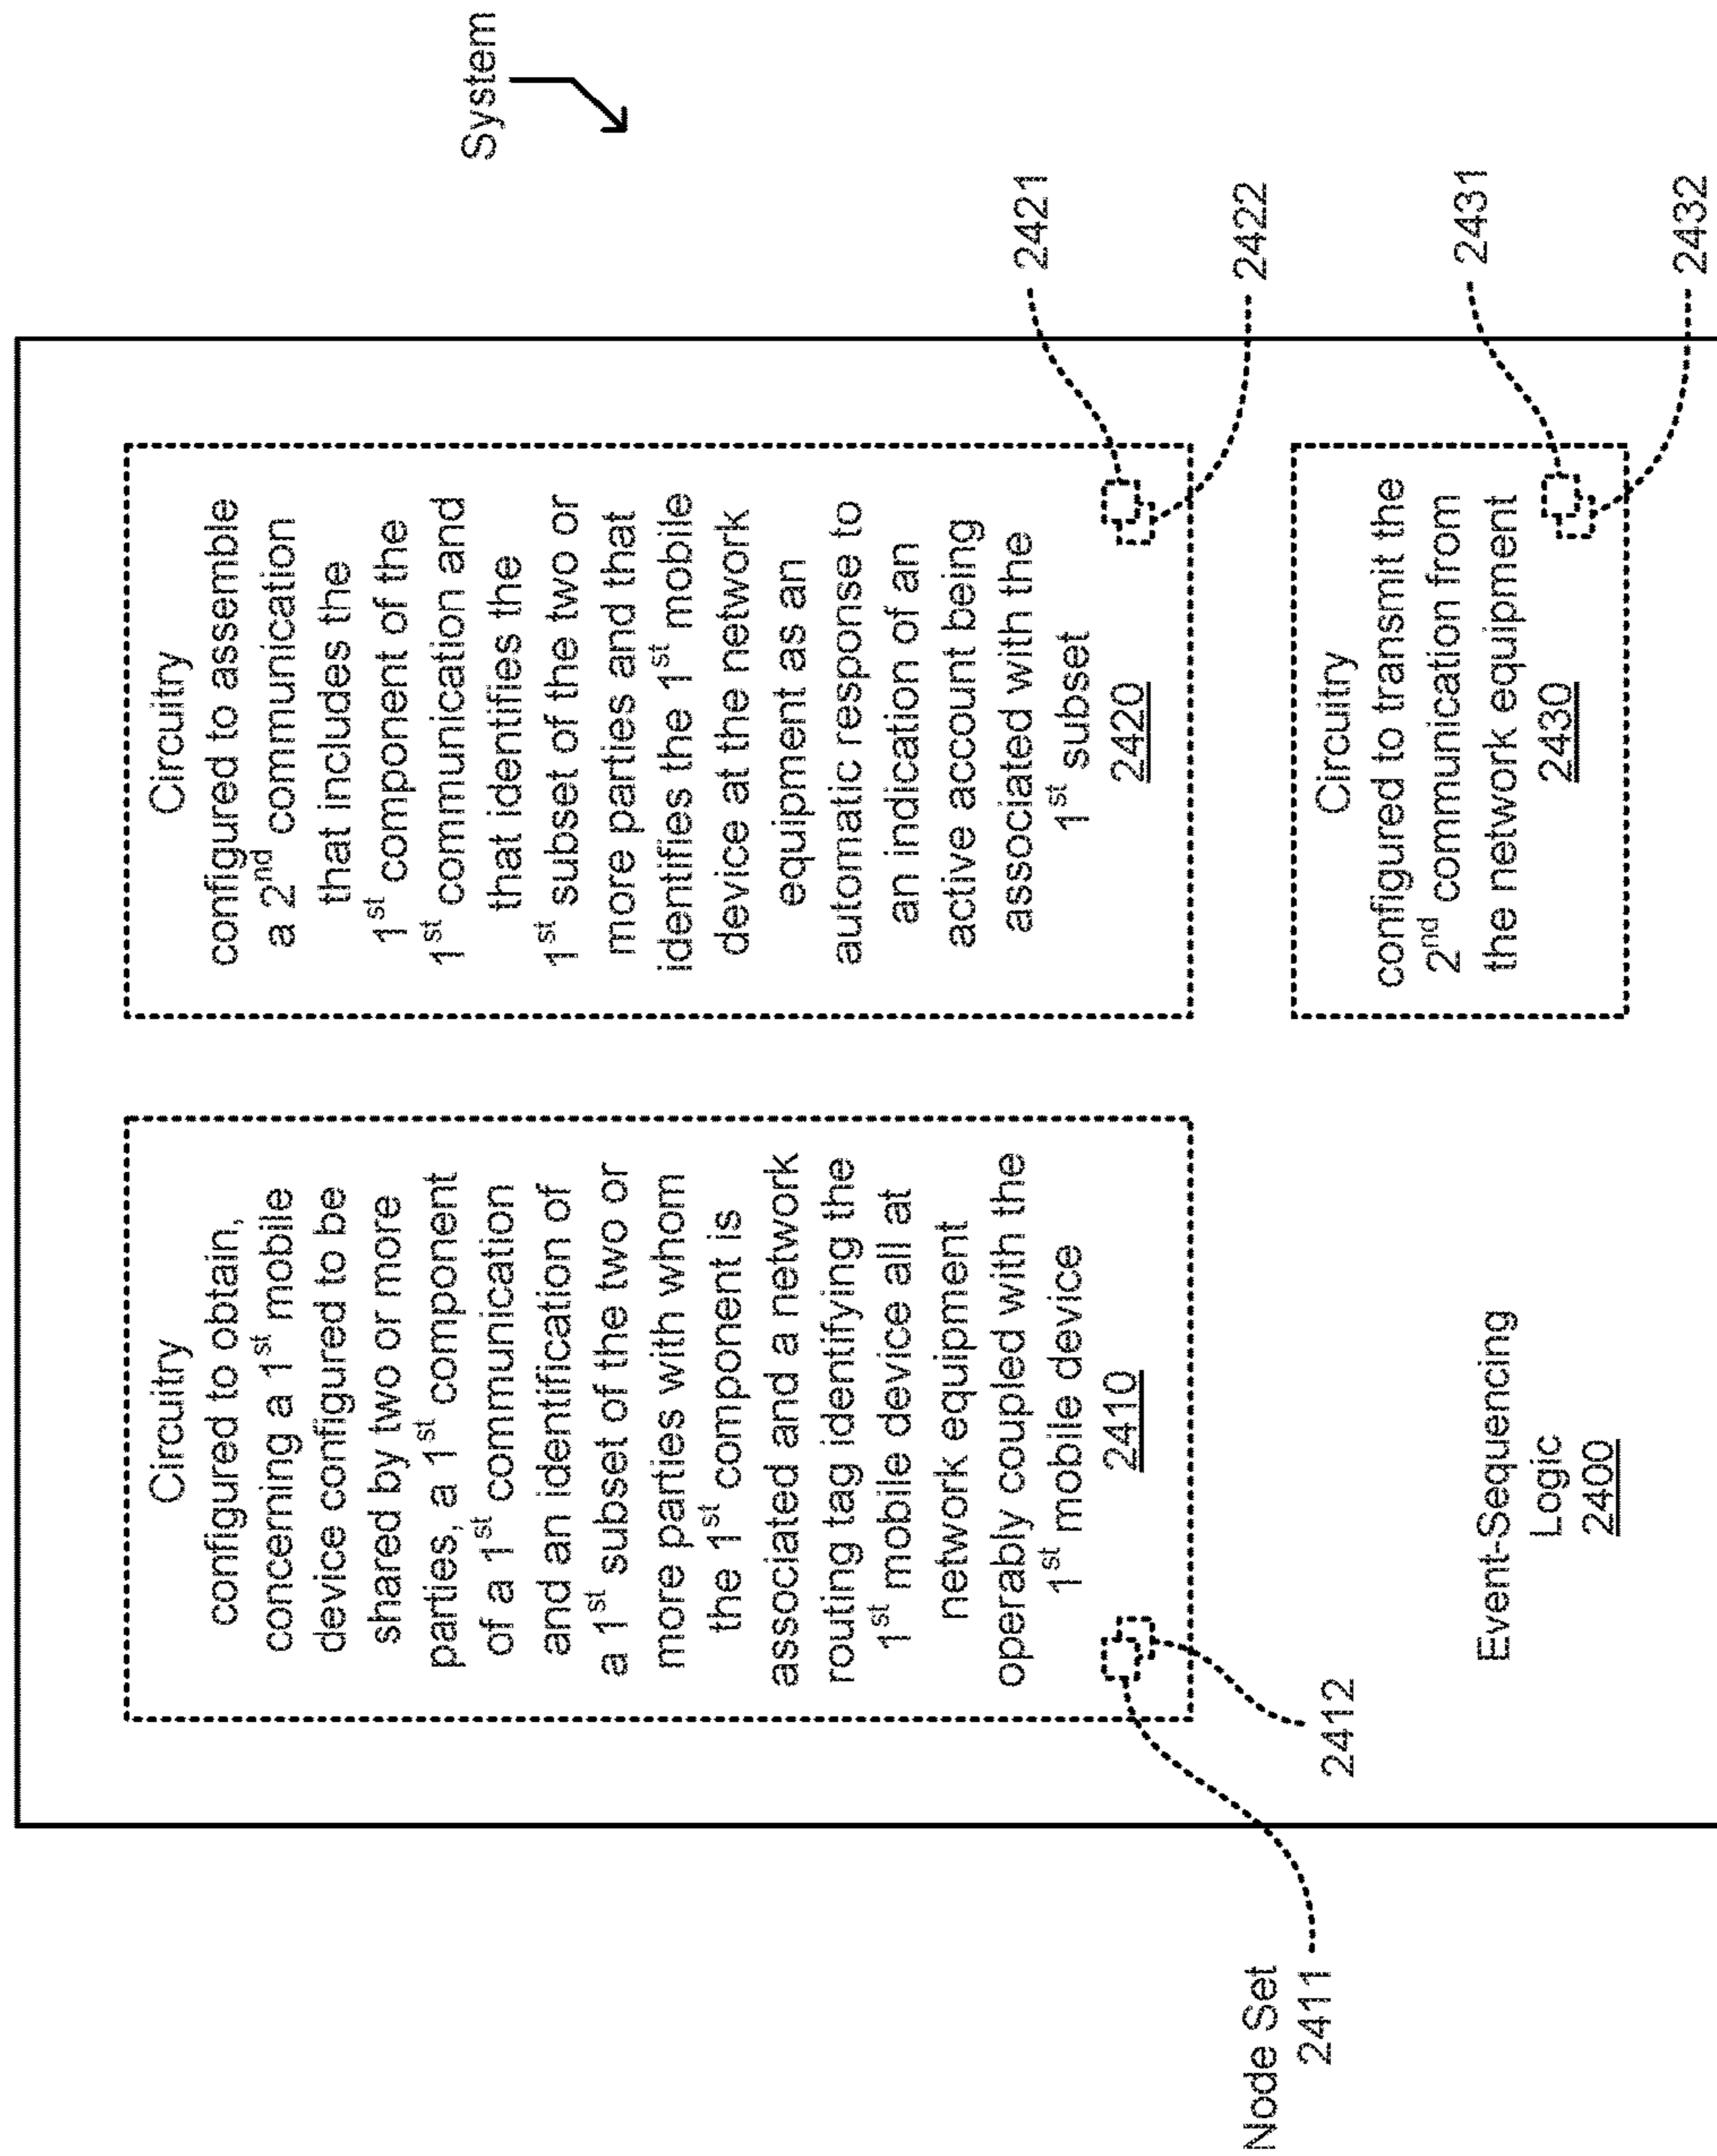 System
Circuitry
configured to obtain,
concerning a 1st mobile
device configured to be
shared by two or more
parties, a 1st component
of a 1st communication
and an identification of
a 1st subset of the two or
more parties with whom
the 1st component is
associated and a network
routing tag identifying the
1st mobile device all at
network equipment
operably coupled with the
1st mobile device
2410
Node Set
2411
2412
Circuitry
configured to assemble
a 2nd communication
that includes the
1st component of the
1st communication and
that identifies the
1st subset of the two or
more parties and that
identifies the 1st mobile
device at the network
equipment as an
automatic response to
an indication of an
active account being
associated with the
1st subset
2420
2421
2422
Circuitry
configured to transmit the
2nd communication from
the network equipment
2430
2431
2432
Event-Sequencing
Logic
2400